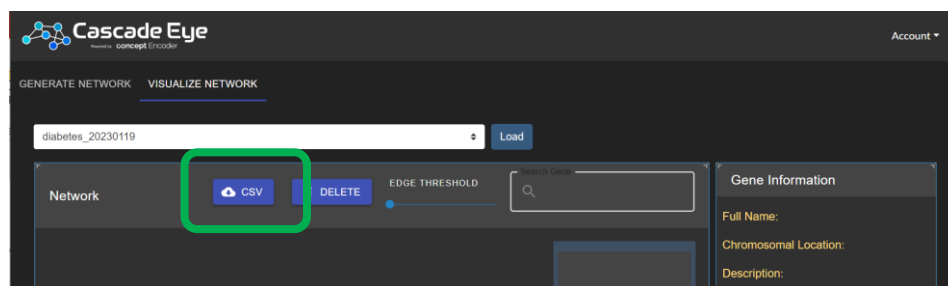 Cascade Eye
Powered by concept Encoder
Account
GENERATE NETWORK VISUALIZE NETWORK
diabetes_20230119 Load
Network CSV DELETE EDGE THRESHOLD Search Gene
Gene Information
Full Name:
Chromosomal Location:
Description: